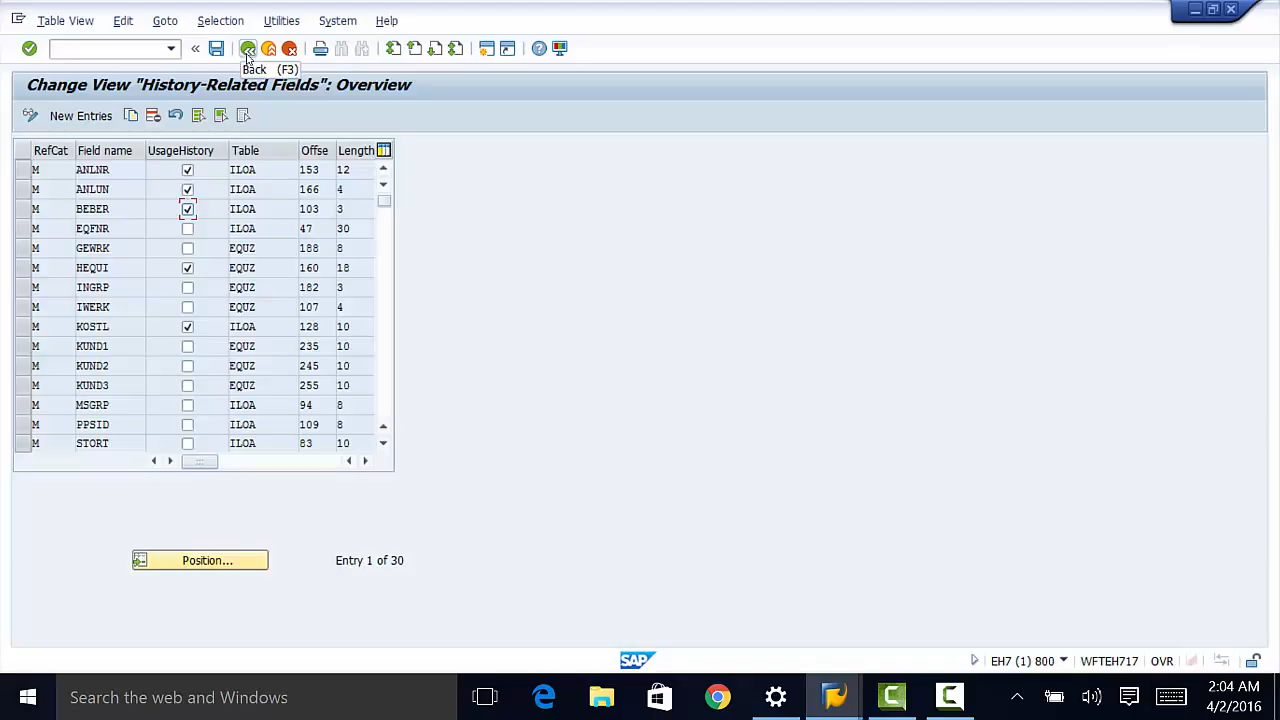 Table View Edit Goto Selection Utilities System Help
Back (F3)
Change View "History-Related Fields": Overview
New Entries
RefCat Field name UsageHistory Table Offse Length
M ANLNR ILOA 153 12
M ANLUN ILOA 166 4
M BEBER ILOA 103 3
M EQFNR ILOA 47 30
M GEWRK EQUZ 188 8
M HEQUI EQUZ 160 18
M INGRP EQUZ 182 3
M IWERK EQUZ 107 4
M KOSTL ILOA 128 10
M KUND1 EQUZ 235 10
M KUND2 EQUZ 245 10
M KUND3 EQUZ 255 10
M MSGRP ILOA 94 8
M PPSID ILOA 109 8
M STORT ILOA 83 10
Position... Entry 1 of 30
SAP EH7 (1) 800 WFTEH717 OVR
Search the web and Windows
2:04 AM
4/2/2016